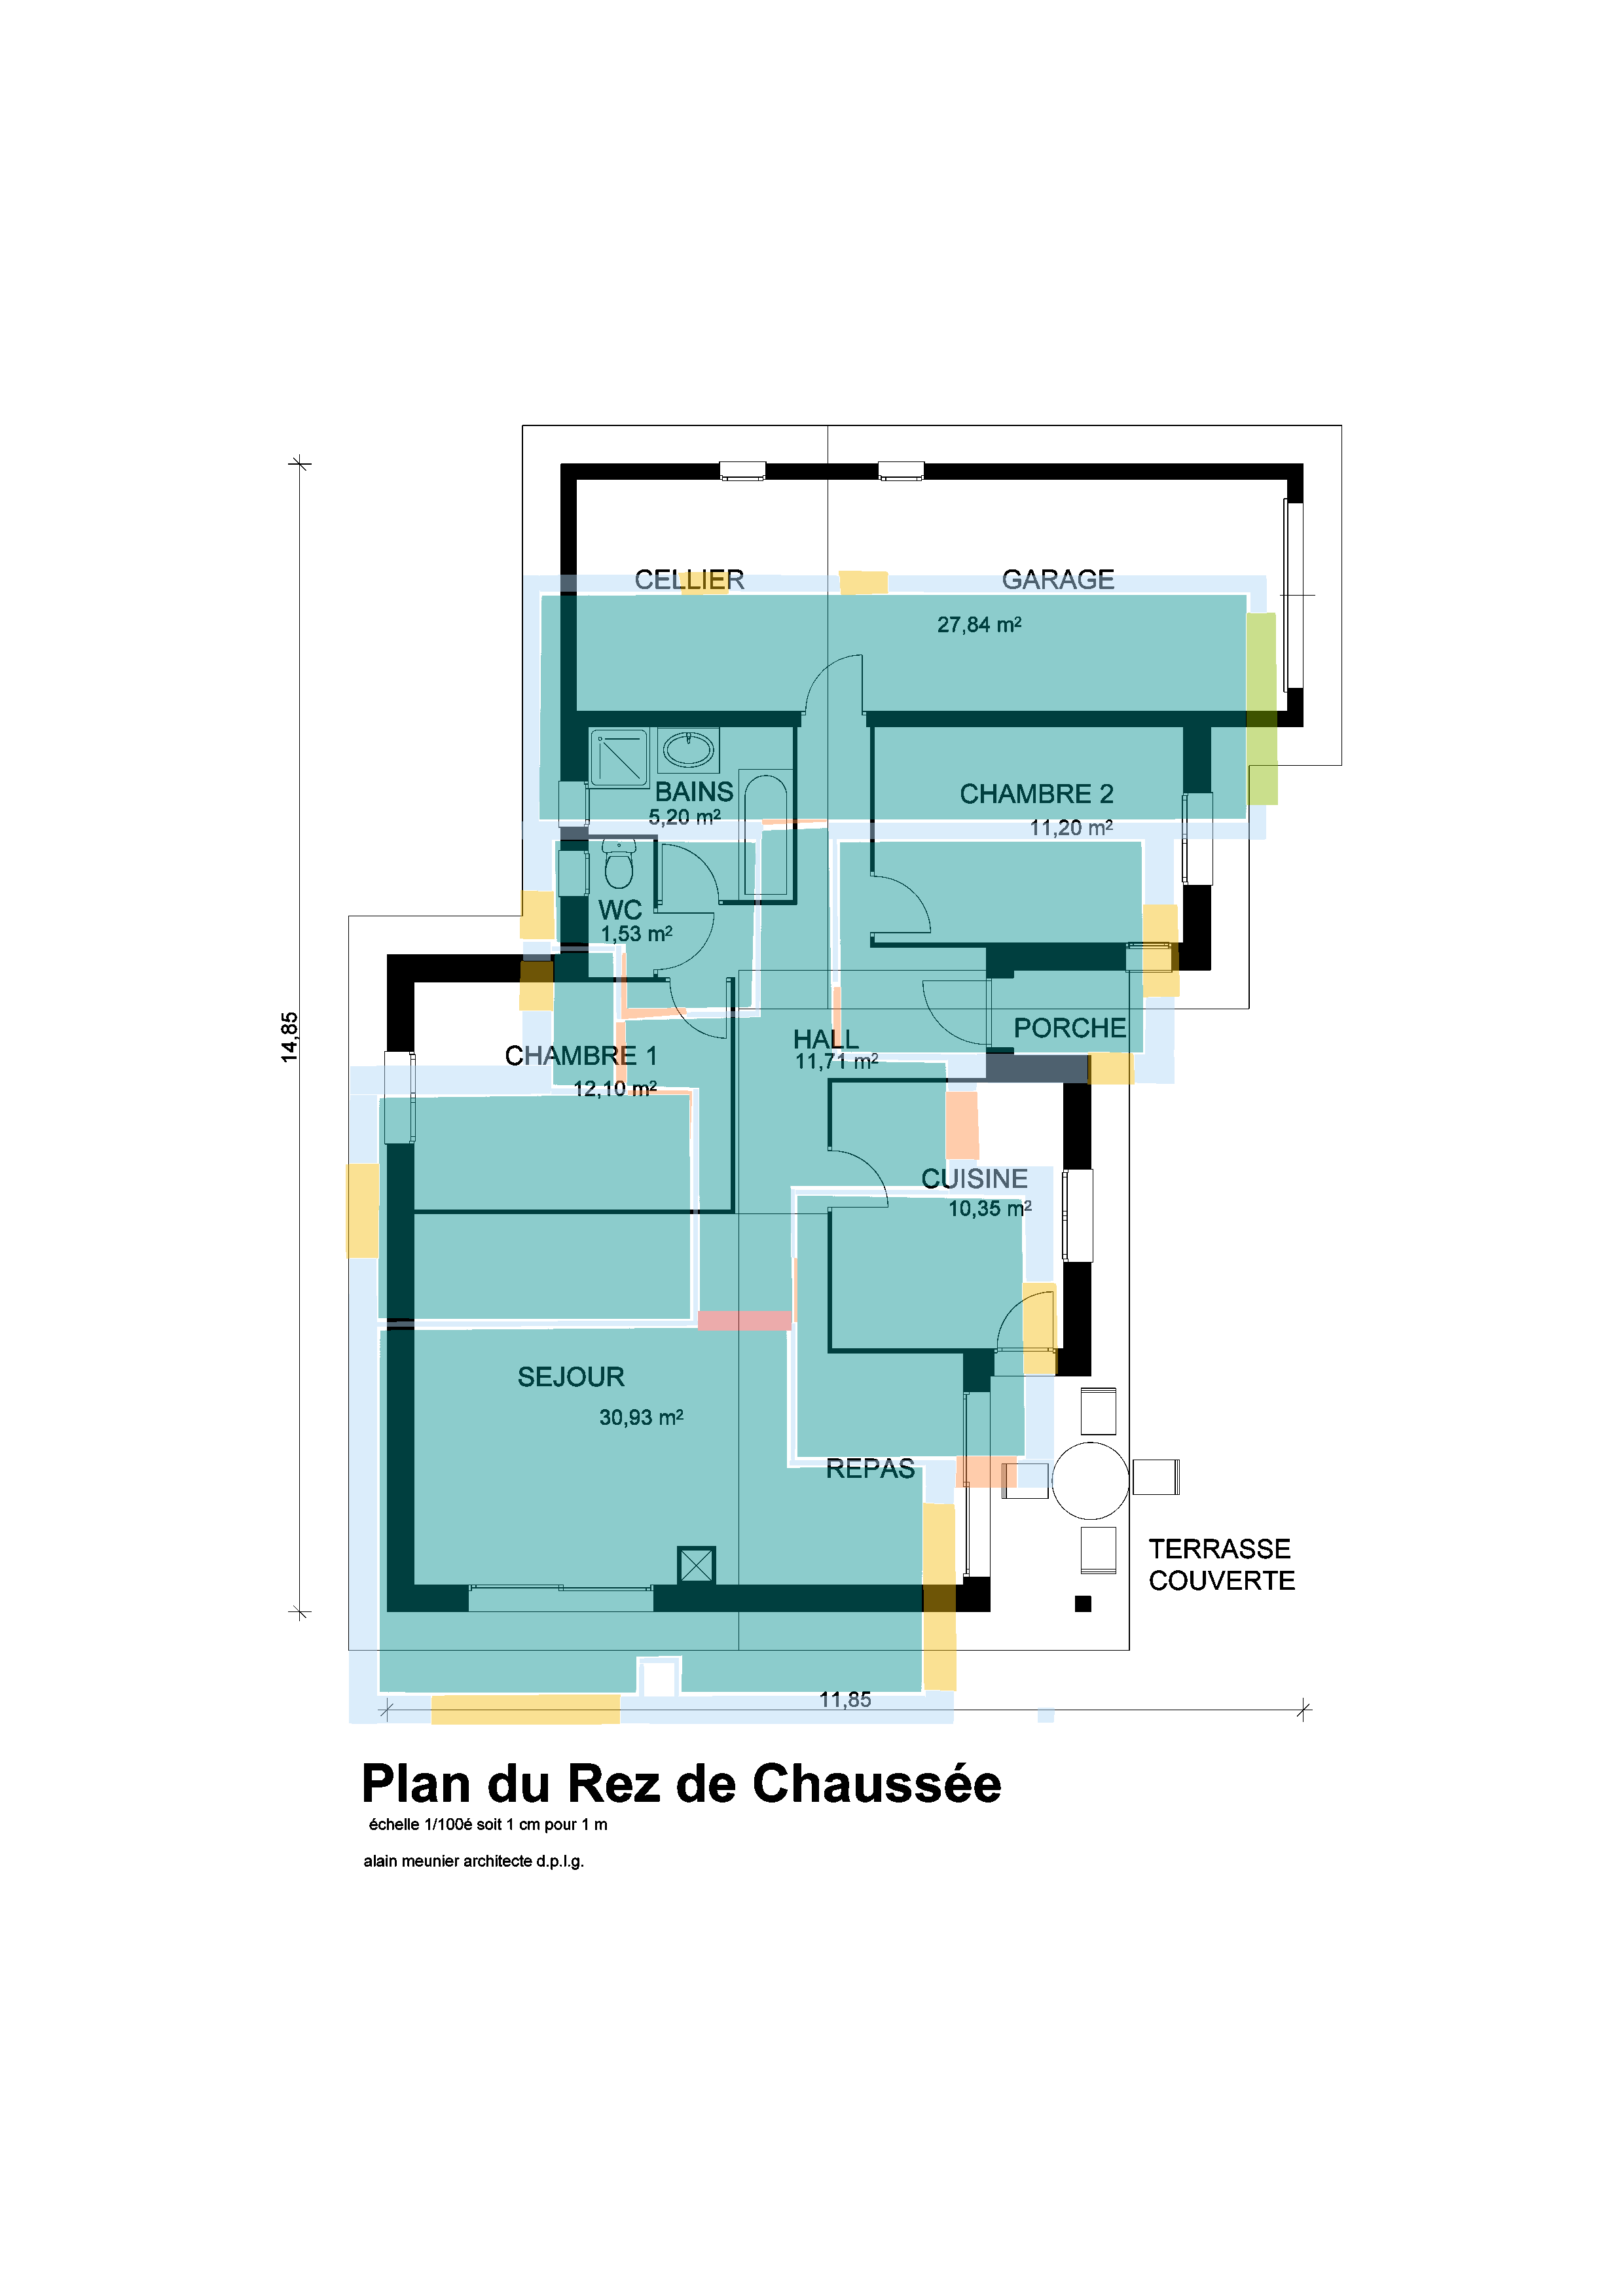 CELLIER
GARAGE
27,84 m²
BAINS
5,20 m²
CHAMBRE 2
11,20 m²
WC
1,53 m²
14,85
CHAMBRE 1
12,10 m²
HALL
11,71 m²
PORCHE
CUISINE
10,35 m²
SEJOUR
30,93 m²
REPAS
TERRASSE
COUVERTE
11,85
Plan du Rez de Chaussée
échelle 1/100é soit 1 cm pour 1 m
alain meunier architecte d.p.l.g.